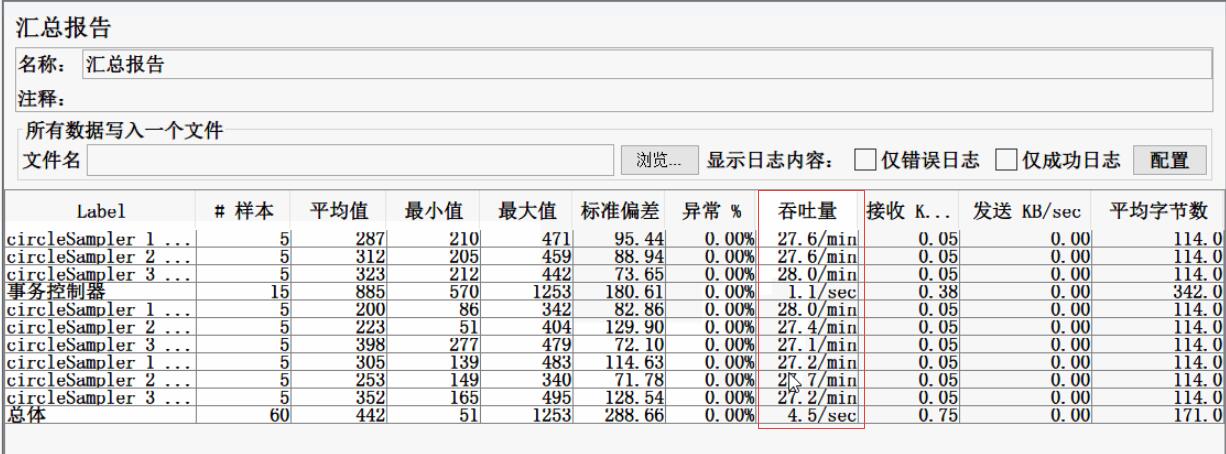 汇总报告
名称： 汇总报告
注释：
所有数据写入一个文件
文件名 浏览... 显示日志内容： 仅错误日志 仅成功日志 配置
Label # 样本 平均值 最小值 最大值 标准偏差 异常 % 吞吐量 接收 K... 发送 KB/sec 平均字节数
circleSampler 1 ... 5 287 210 471 95.44 0.00% 27.6/min 0.05 0.00 114.0
circleSampler 2 ... 5 312 205 459 88.94 0.00% 27.6/min 0.05 0.00 114.0
circleSampler 3 ... 5 323 212 442 73.65 0.00% 28.0/min 0.05 0.00 114.0
事务控制器 15 885 570 1253 180.61 0.00% 1.1/sec 0.38 0.00 342.0
circleSampler 1 ... 5 200 86 342 82.86 0.00% 28.0/min 0.05 0.00 114.0
circleSampler 2 ... 5 223 51 404 129.90 0.00% 27.4/min 0.05 0.00 114.0
circleSampler 3 ... 5 398 277 479 72.10 0.00% 27.1/min 0.05 0.00 114.0
circleSampler 1 ... 5 305 139 483 114.63 0.00% 27.2/min 0.05 0.00 114.0
circleSampler 2 ... 5 253 149 340 71.78 0.00% 0.05 0.00 114.0
circleSampler 3 ... 5 352 165 495 128.54 0.00% 27.2/min 0.05 0.00 114.0
总体 60 442 51 1253 288.66 0.00% 4.5/sec 0.75 0.00 171.0